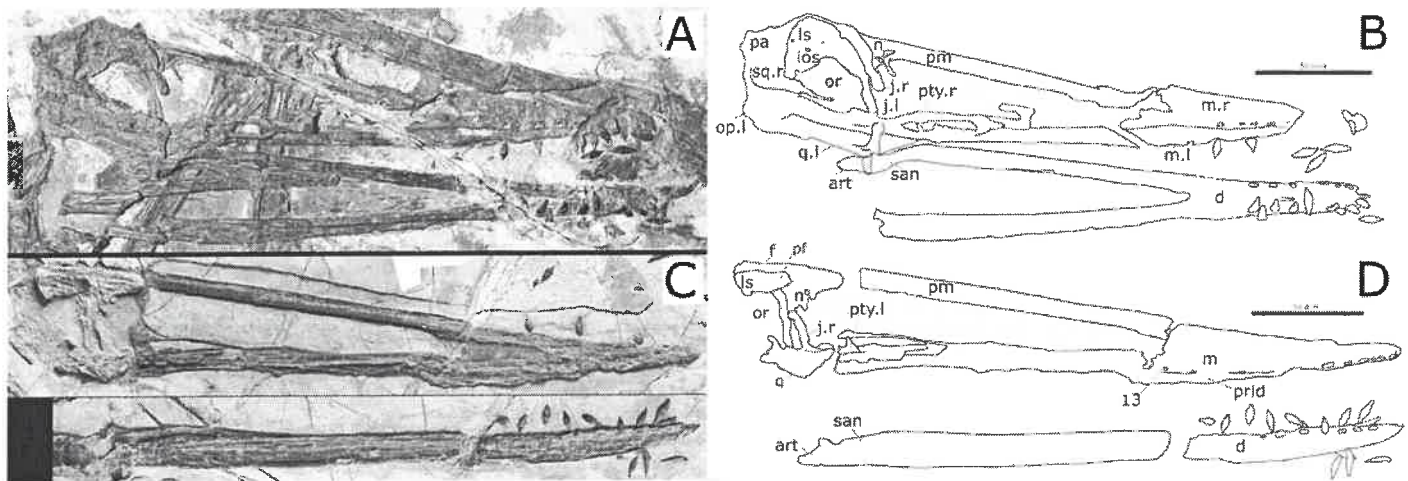 A
B
pa
ls
ios
n
pm
sq.r
or
j.r
pty.r
m.r
j.l
op.l
q.l
m.l
art
san
d
C
D
f
pf
ls
n
pm
or
pty.l
j.r
q
m
13
prid
san
art
d